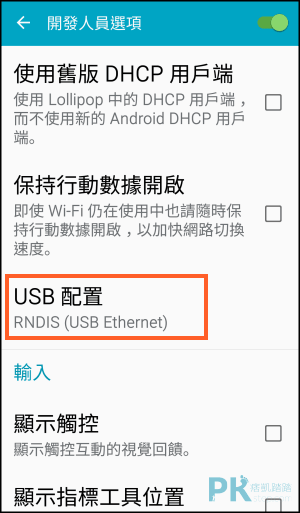 開發人員選項
使用舊版 DHCP 用戶端
使用 Lollipop 中的 DHCP 用戶端，
而不使用新的 Android DHCP 用戶
端。
保持行動數據開啟
即使 Wi-Fi 仍在使用中也請隨時保
持行動數據開啟，以加快網路切換
速度。
USB 配置
RNDIS (USB Ethernet)
輸入
顯示觸控
顯示觸控互動的視覺回饋。
顯示指標工具位置
PK
痞凱踏踏